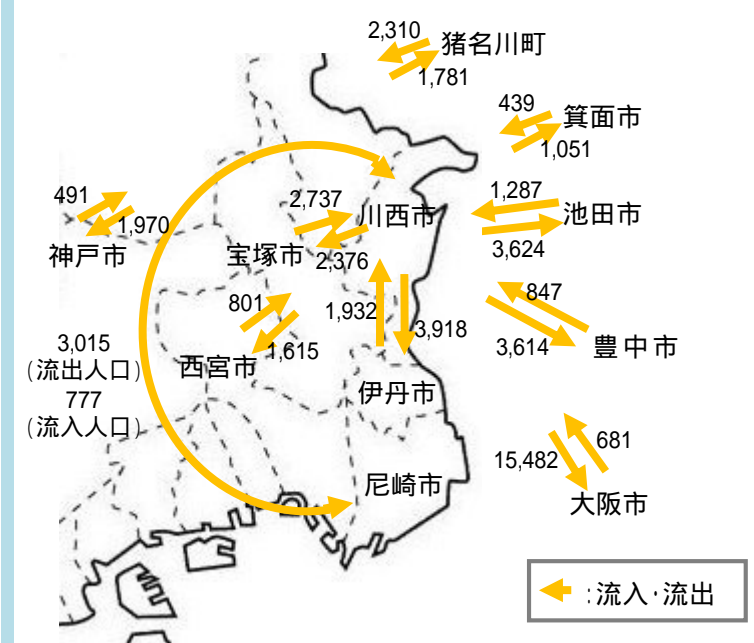 2,310
猪名川町
1,781
439
箕面市
1,051
491
1,970
神戸市
2,737
川西市
宝塚市
2,376
1,287
池田市
3,624
801
1,615
西宮市
1,932
3,918
伊丹市
847
3,614
豊中市
3,015
(流出人口)
777
(流入人口)
尼崎市
15,482
681
大阪市
:流入・流出